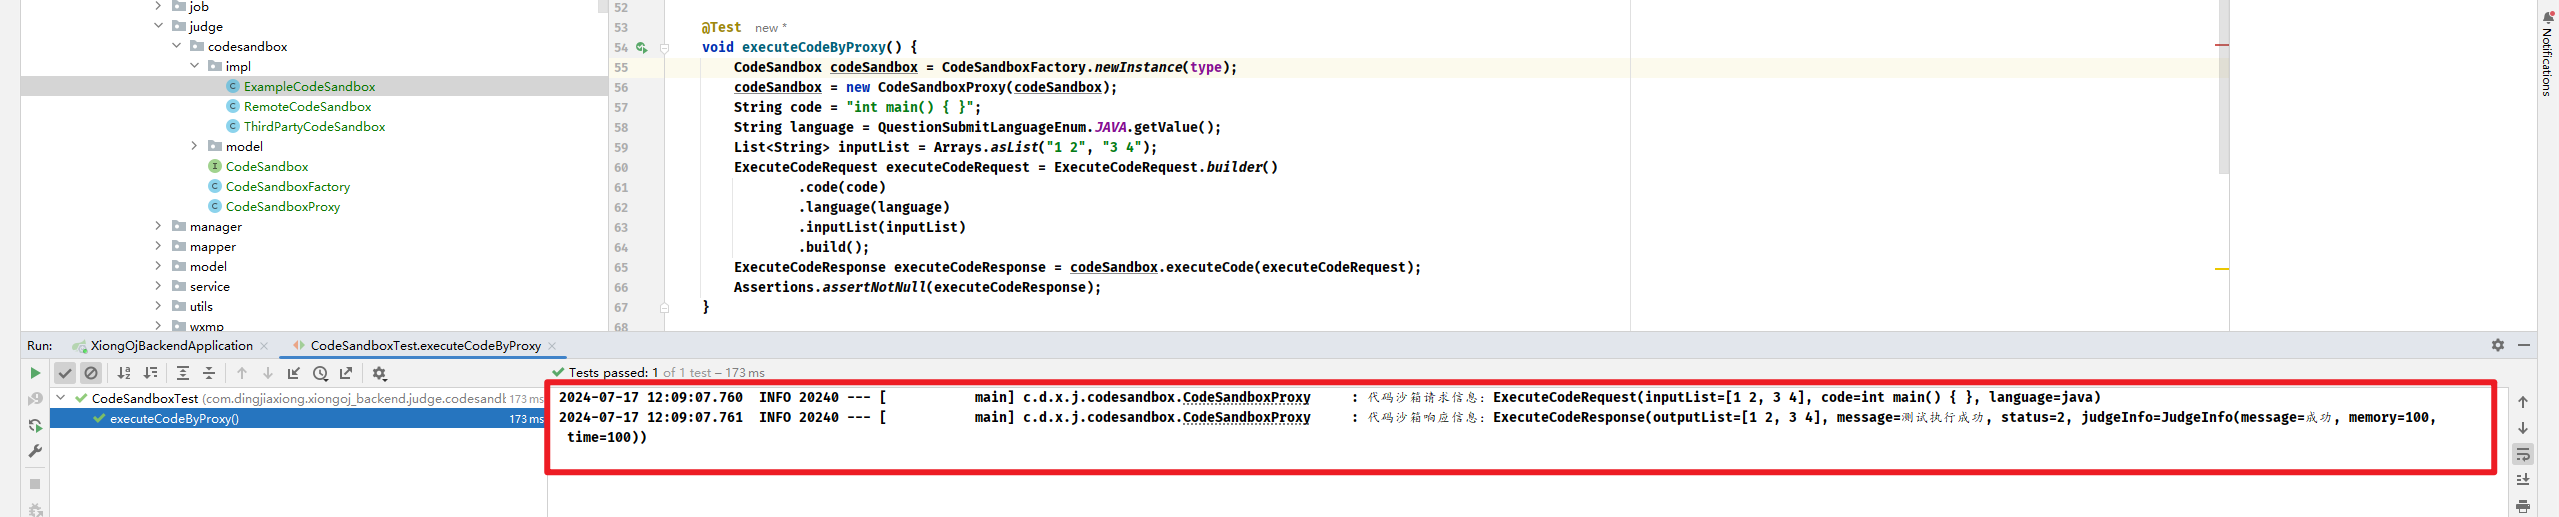 job
judge
codesandbox
impl
ExampleCodeSandbox
RemoteCodeSandbox
ThirdPartyCodeSandbox
model
CodeSandbox
CodeSandboxFactory
CodeSandboxProxy
manager
mapper
model
service
utils
wxmp
52
53 @Test new *
54 void executeCodeByProxy() {
55 CodeSandbox codeSandbox = CodeSandboxFactory.newInstance(type);
56 codeSandbox = new CodeSandboxProxy(codeSandbox);
57 String code = "int main() { }";
58 String language = QuestionSubmitLanguageEnum.JAVA.getValue();
59 List<String> inputList = Arrays.asList("1 2", "3 4");
60 ExecuteCodeRequest executeCodeRequest = ExecuteCodeRequest.builder()
61 .code(code)
62 .language(language)
63 .inputList(inputList)
64 .build();
65 ExecuteCodeResponse executeCodeResponse = codeSandbox.executeCode(executeCodeRequest);
66 Assertions.assertNotNull(executeCodeResponse);
67 }
68
Notifications
Run: XiongOjBackendApplication CodeSandboxTest.executeCodeByProxy
Tests passed: 1 of 1 test – 173 ms
CodeSandboxTest (com.dingjiaxiong.xiongoj_backend.judge.codesandl 173 ms
executeCodeByProxy() 173 ms
2024-07-17 12:09:07.760 INFO 20240 --- [ main] c.d.x.j.codesandbox.CodeSandboxProxy : 代码沙箱请求信息: ExecuteCodeRequest(inputList=[1 2, 3 4], code=int main() { }, language=java)
2024-07-17 12:09:07.761 INFO 20240 --- [ main] c.d.x.j.codesandbox.CodeSandboxProxy : 代码沙箱响应信息: ExecuteCodeResponse(outputList=[1 2, 3 4], message=测试执行成功, status=2, judgeInfo=JudgeInfo(message=成功, memory=100,
time=100))